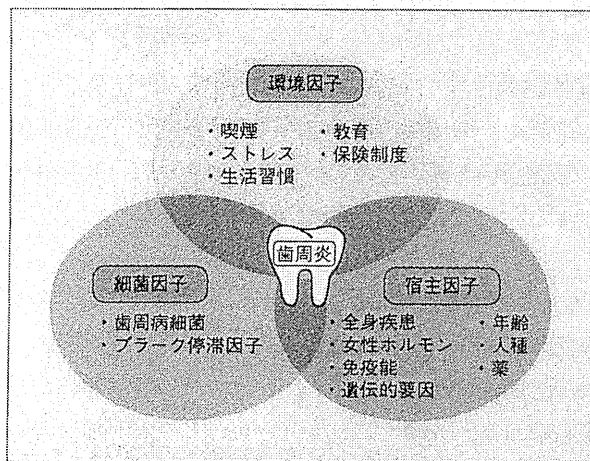 環境因子
・喫煙　・教育
・ストレス　・保険制度
・生活習慣
歯周炎
細菌因子
・歯周病細菌
・プラーク停滞因子
宿主因子
・全身疾患　・年齢
・女性ホルモン　・人種
・免疫能　・薬
・遺伝的要因